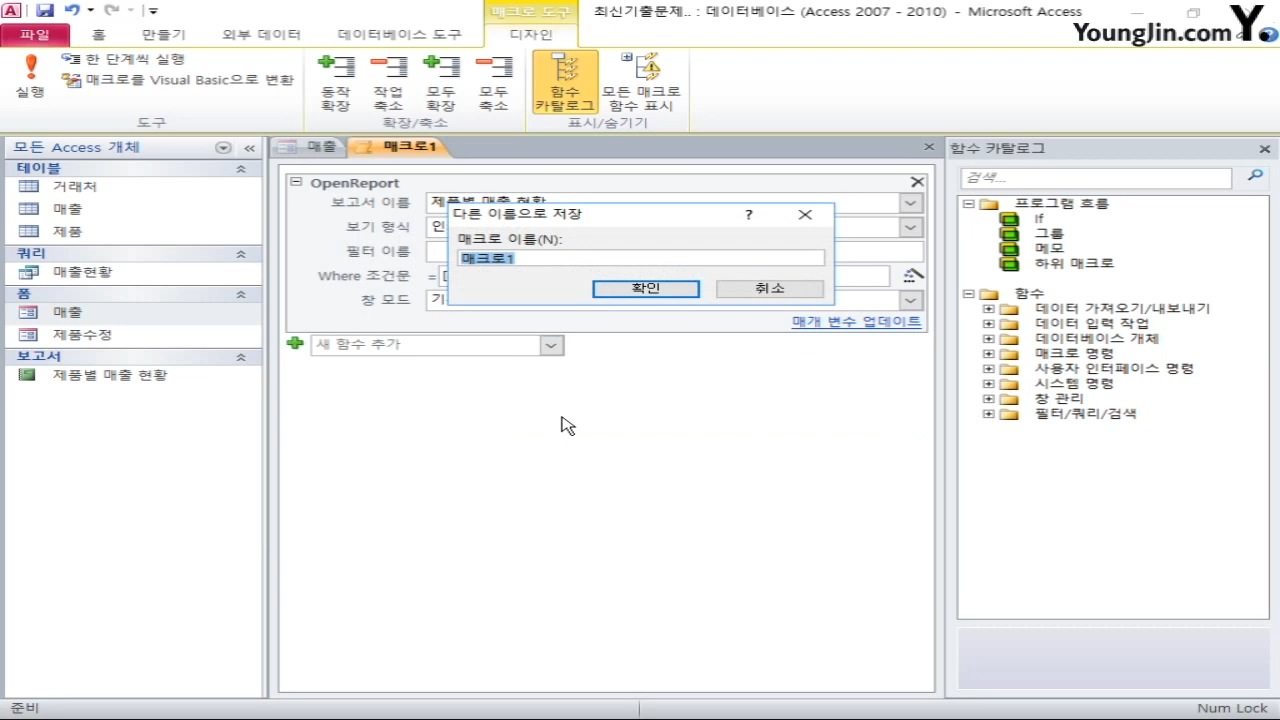 최신기출문제.. : 데이터베이스 (Access 2007 - 2010) - Microsoft Access
매크로 도구
YoungJin.com
파일 홈 만들기 외부 데이터 데이터베이스 도구 디자인
실행
한 단계씩 실행
매크로를 Visual Basic으로 변환
도구
동작 확장
작업 축소
모두 확장
모두 축소
확장/축소
함수 카탈로그
모든 매크로 함수 표시
표시/숨기기
모든 Access 개체
테이블
거래처
매출
제품
쿼리
매출현황
폼
매출
제품수정
보고서
제품별 매출 현황
매출 매크로1
OpenReport
보고서 이름 제품별 매출 현황
보기 형식 인
필터 이름
Where 조건문 = [
창 모드 기
매개 변수 업데이트
새 함수 추가
다른 이름으로 저장 ?
매크로 이름(N):
매크로1
확인 취소
함수 카탈로그
검색...
프로그램 흐름
If
그룹
메모
하위 매크로
함수
데이터 가져오기/내보내기
데이터 입력 작업
데이터베이스 개체
매크로 명령
사용자 인터페이스 명령
시스템 명령
창 관리
필터/쿼리/검색
준비 Num Lock